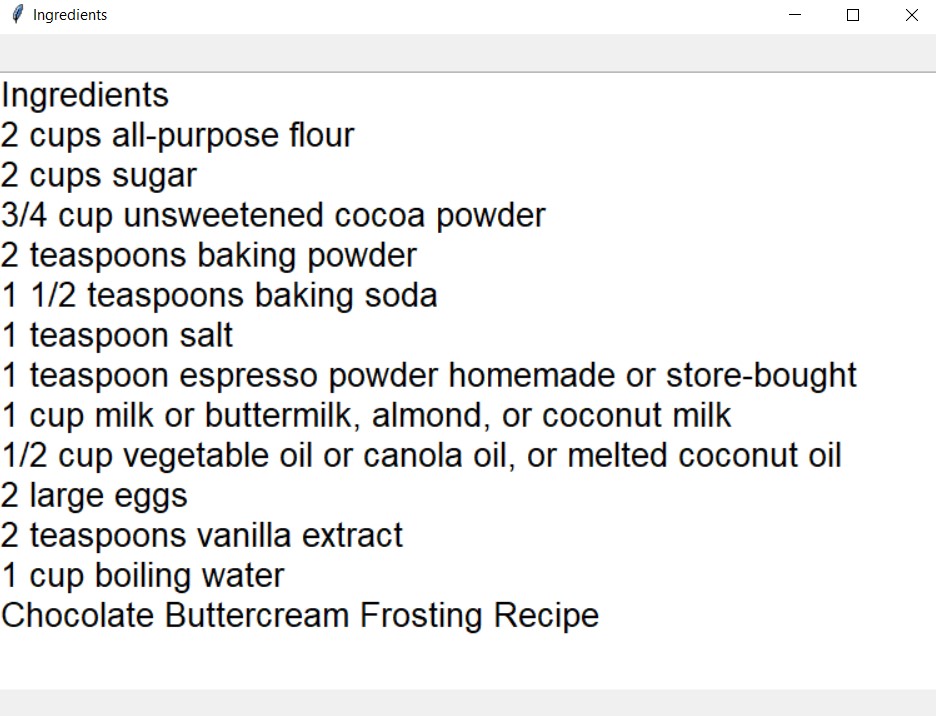 Ingredients
Ingredients
2 cups all-purpose flour
2 cups sugar
3/4 cup unsweetened cocoa powder
2 teaspoons baking powder
1 1/2 teaspoons baking soda
1 teaspoon salt
1 teaspoon espresso powder homemade or store-bought
1 cup milk or buttermilk, almond, or coconut milk
1/2 cup vegetable oil or canola oil, or melted coconut oil
2 large eggs
2 teaspoons vanilla extract
1 cup boiling water
Chocolate Buttercream Frosting Recipe